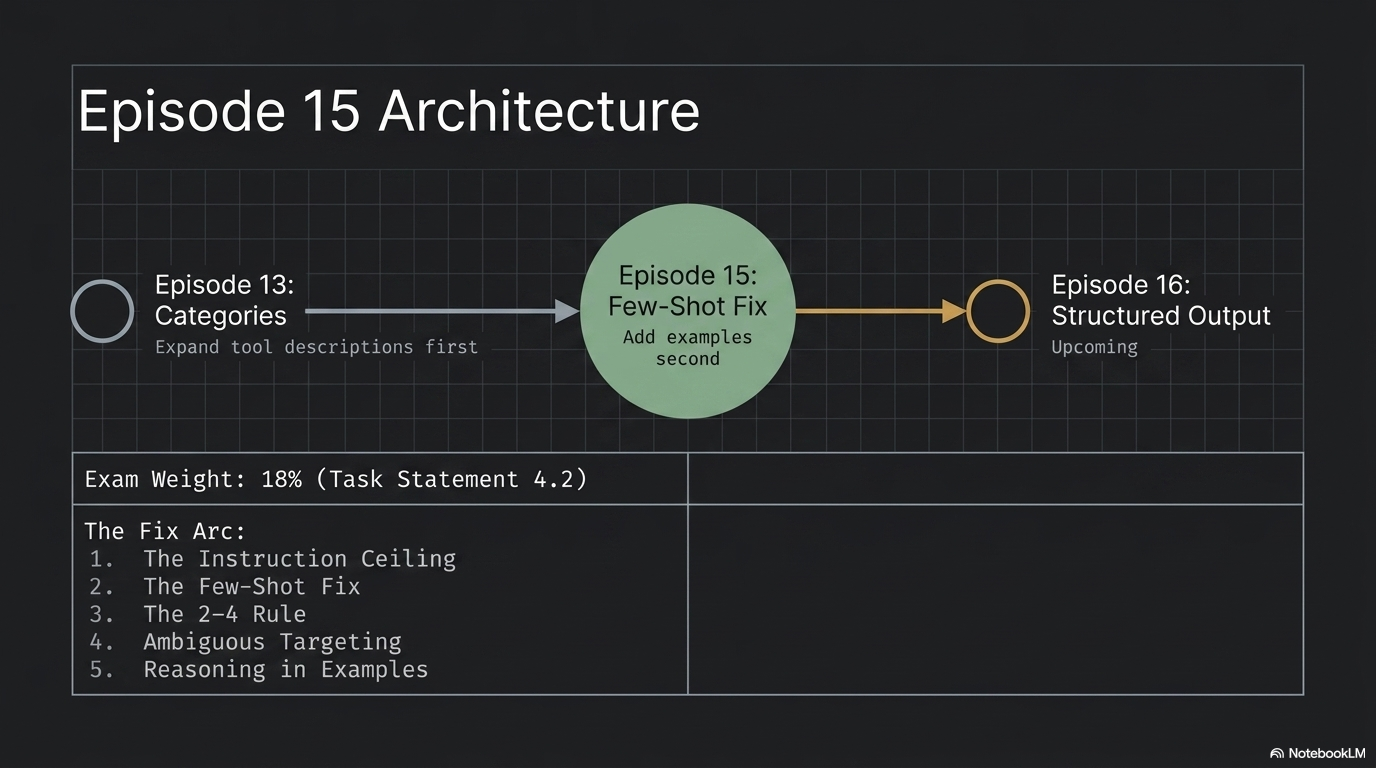 Episode 15 Architecture
Episode 13:
Categories
Expand tool descriptions first
Episode 15:
Few-Shot Fix
Add examples
second
Episode 16:
Structured Output
Upcoming
Exam Weight: 18% (Task Statement 4.2)
The Fix Arc:
1. The Instruction Ceiling
2. The Few-Shot Fix
3. The 2–4 Rule
4. Ambiguous Targeting
5. Reasoning in Examples
NotebookLM